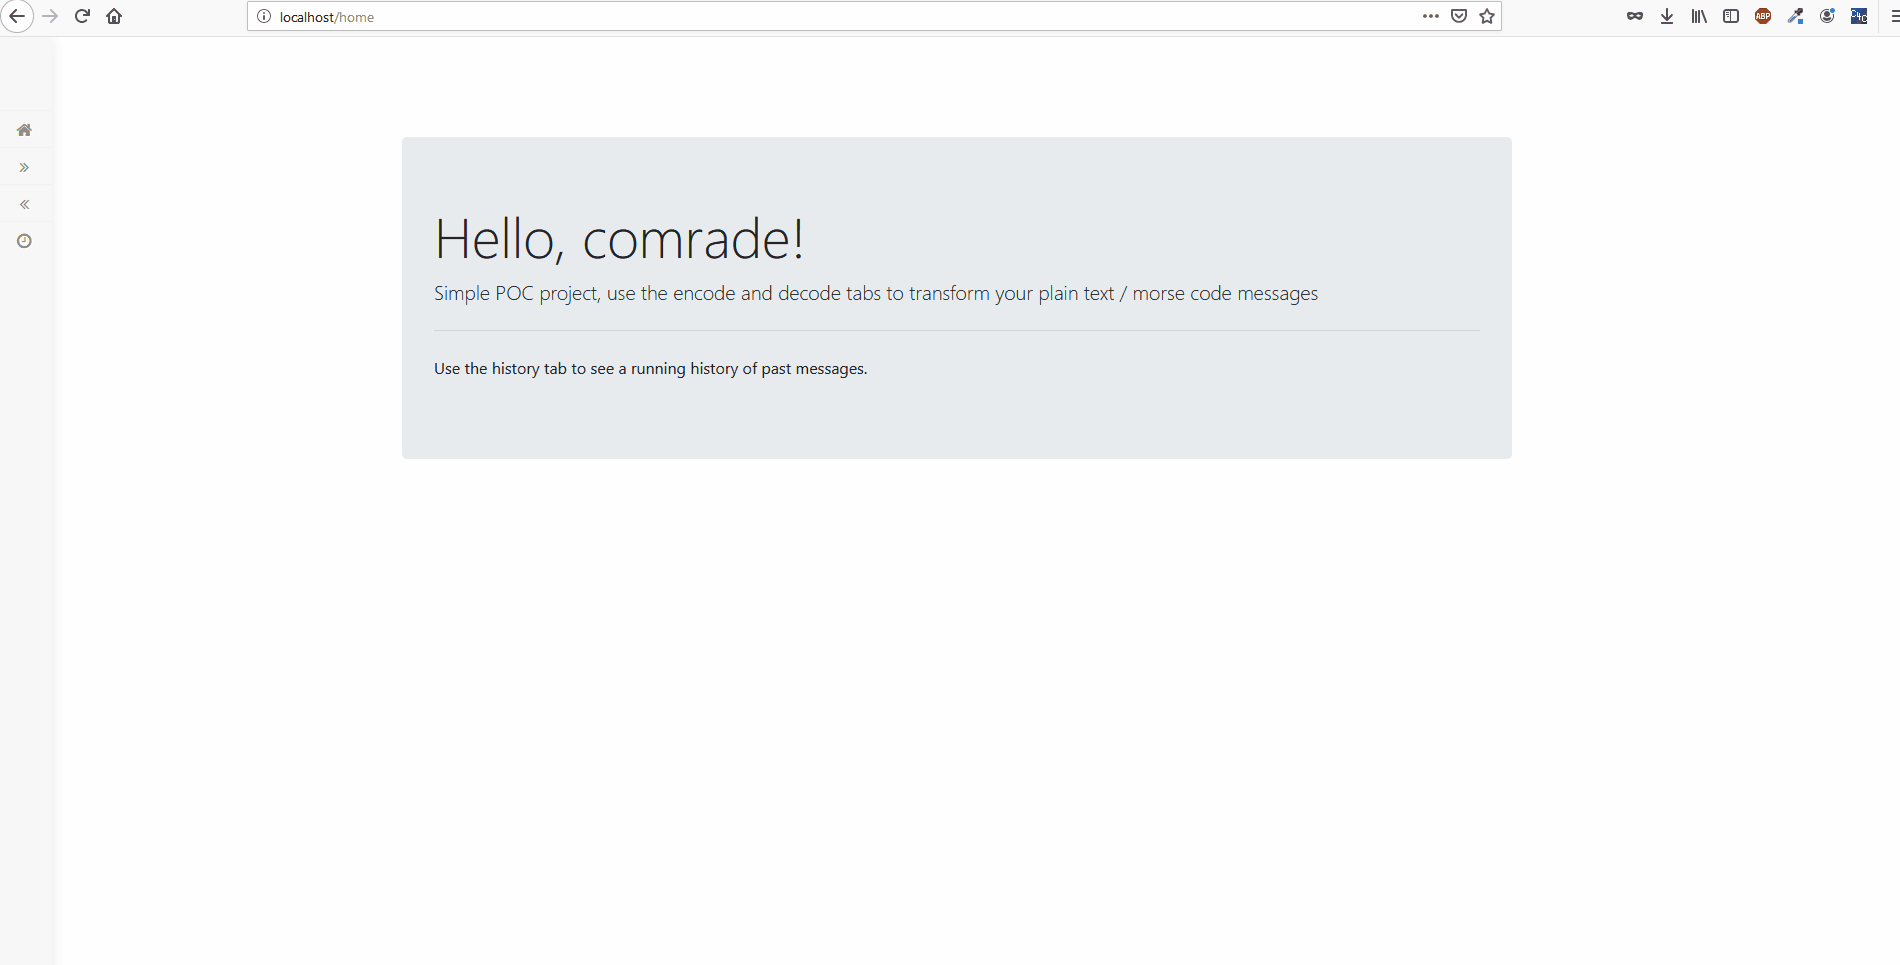 localhost/home
ABP
Hello, comrade!
Simple POC project, use the encode and decode tabs to transform your plain text / morse code messages
Use the history tab to see a running history of past messages.